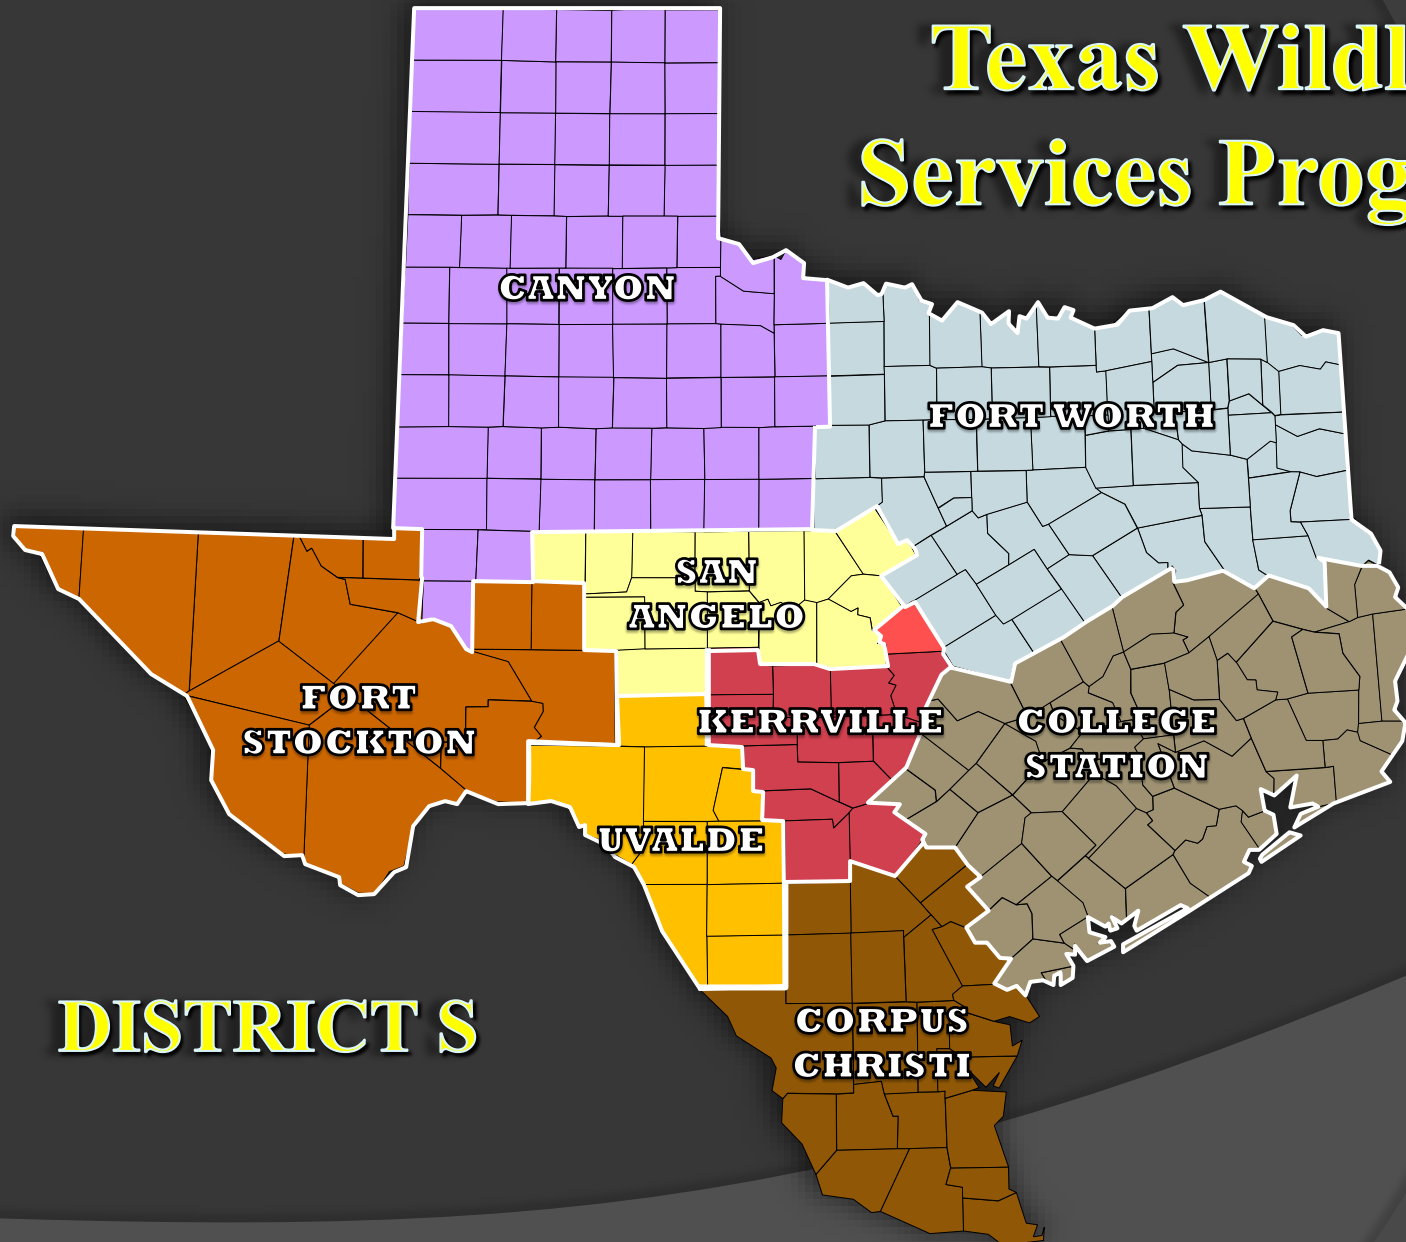 Texas Wildl
Services Prog
CANYON
FORT WORTH
SAN
ANGELO
FORT
STOCKTON
KERRVILLE
COLLEGE
STATION
UVALDE
DISTRICT S
CORPUS
CHRISTI